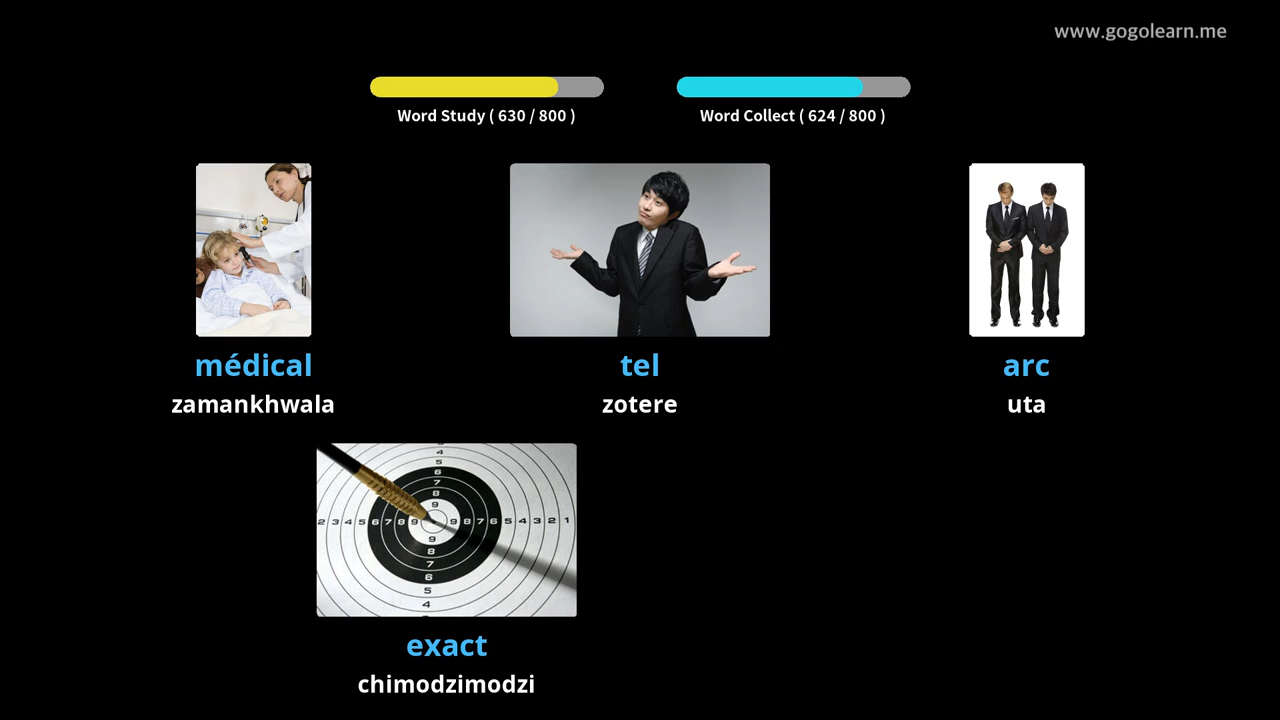 www.gogolearn.me
Word Study ( 630 / 800 )
Word Collect ( 624 / 800 )
médical
zamankhwala
tel
zotere
arc
uta
exact
chimodzimodzi